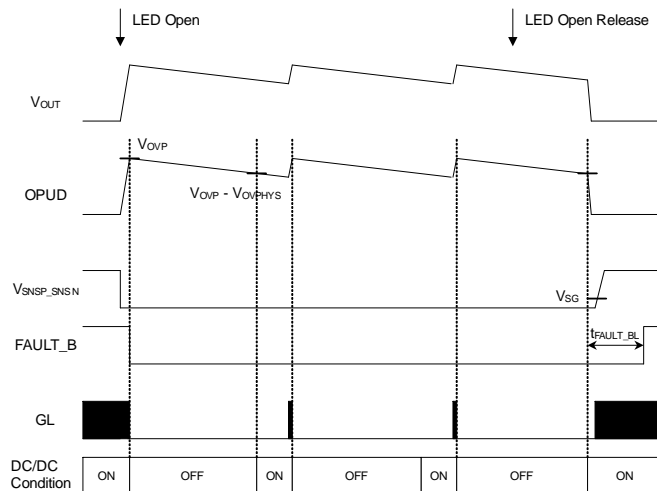 LED Open
LED Open Release
VOUT
VOVP
OPUD
VOVP - VOVPHYS
VSNSP_SNSN
VSG
FAULT_B
tFAULT_BL
GL
DC/DC
Condition
ON
OFF
ON
OFF
ON
OFF
ON